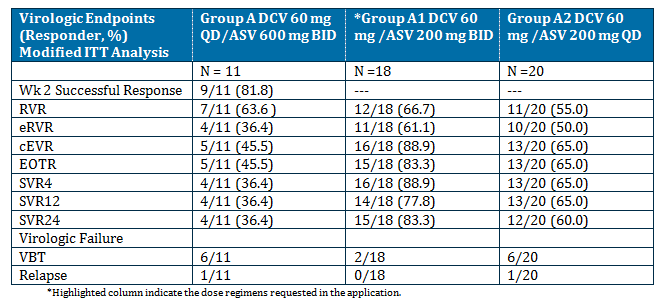 Virologic Endpoints (Responder, %) Modified ITT Analysis | Group A DCV 60 mg QD/ASV 600 mg BID | *Group A1 DCV 60 mg /ASV 200 mg BID | Group A2 DCV 60 mg /ASV 200 mg QD
N = 11 | N =18 | N =20
Wk 2 Successful Response | 9/11 (81.8) | --- | ---
RVR | 7/11 (63.6 ) | 12/18 (66.7) | 11/20 (55.0)
eRVR | 4/11 (36.4) | 11/18 (61.1) | 10/20 (50.0)
cEVR | 5/11 (45.5) | 16/18 (88.9) | 13/20 (65.0)
EOTR | 5/11 (45.5) | 15/18 (83.3) | 13/20 (65.0)
SVR4 | 4/11 (36.4) | 16/18 (88.9) | 13/20 (65.0)
SVR12 | 4/11 (36.4) | 14/18 (77.8) | 13/20 (65.0)
SVR24 | 4/11 (36.4) | 15/18 (83.3) | 12/20 (60.0)
Virologic Failure
VBT | 6/11 | 2/18 | 6/20
Relapse | 1/11 | 0/18 | 1/20
*Highlighted column indicate the dose regimens requested in the application.